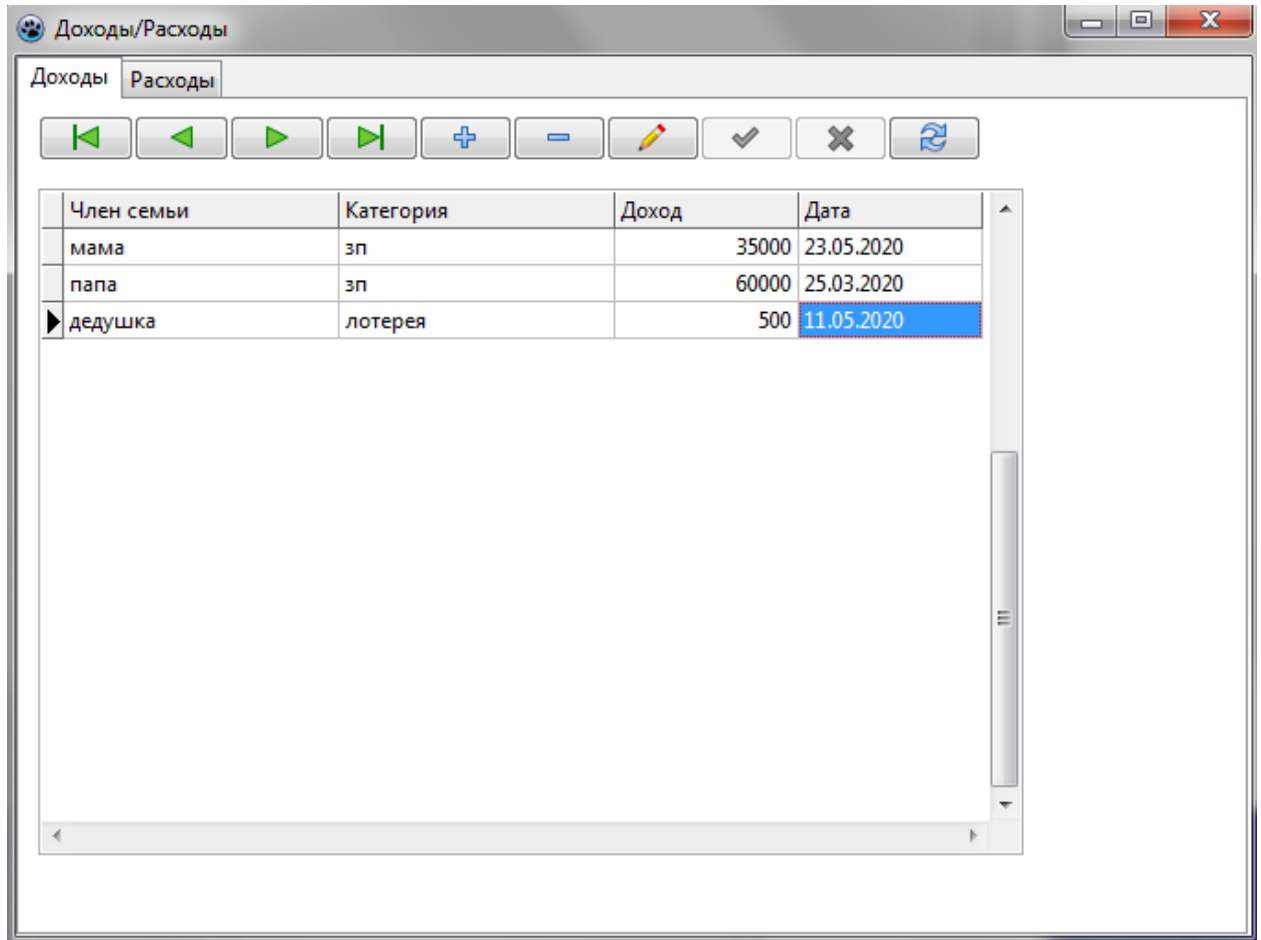 Доходы/Расходы
Доходы Расходы
Член семьи Категория Доход Дата
мама зп 35000 23.05.2020
папа зп 60000 25.03.2020
дедушка лотерея 500 11.05.2020